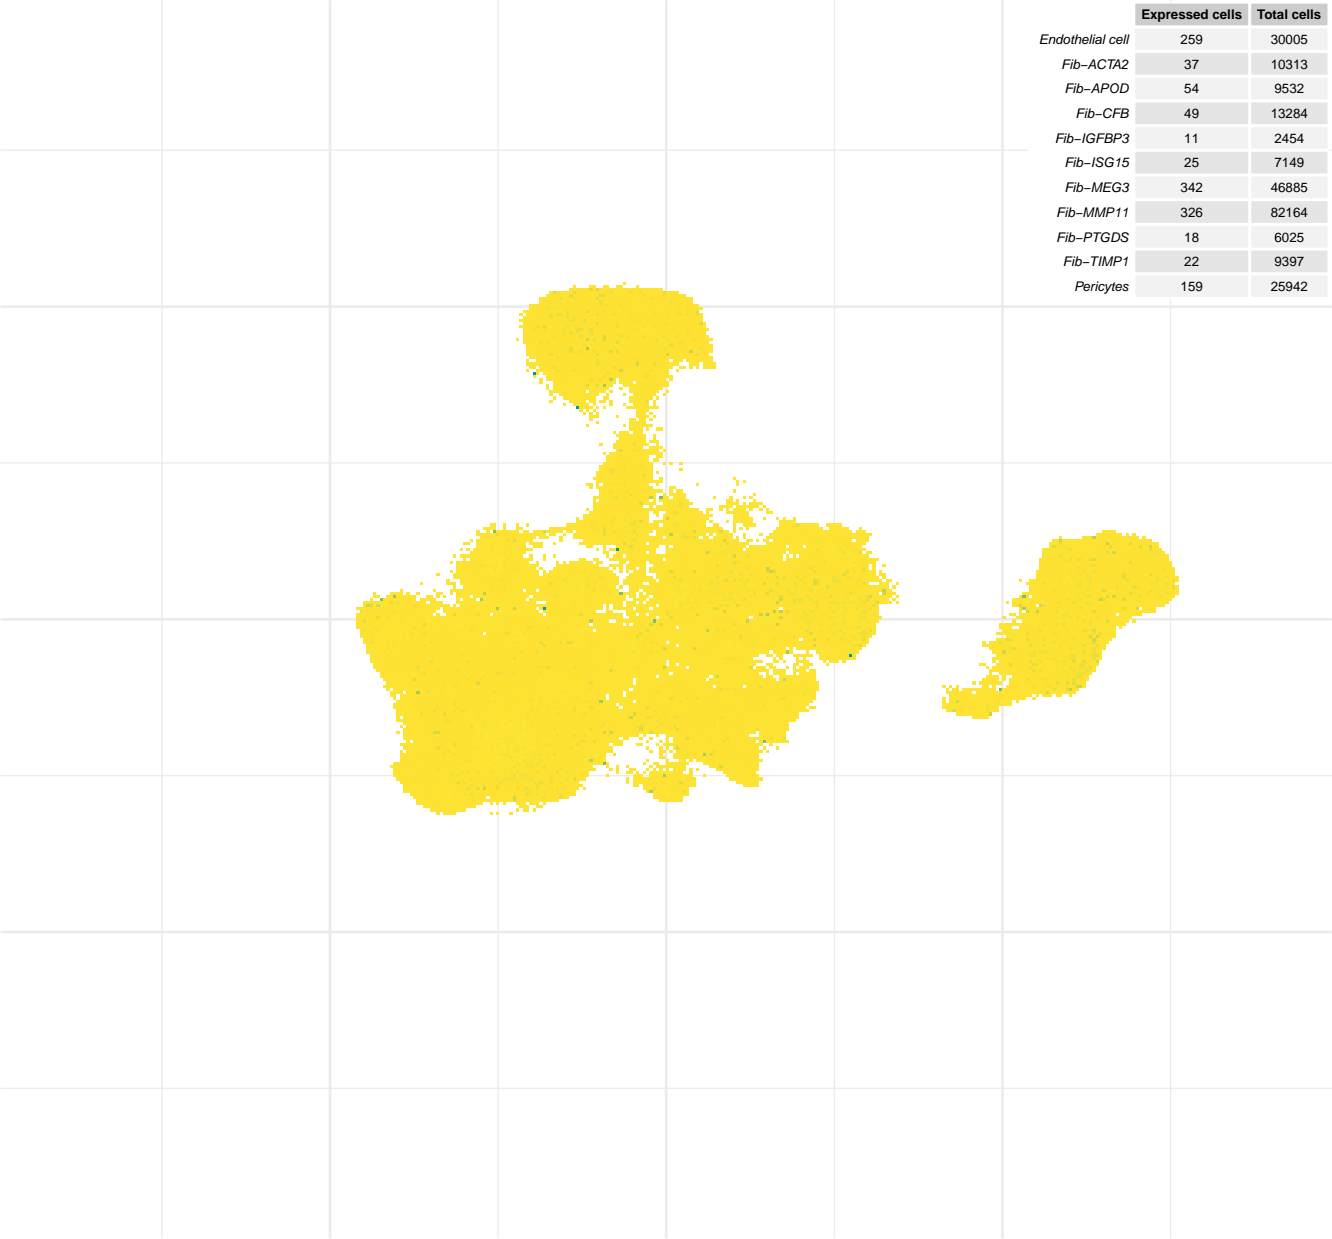 Expressed cells Total cells
Endothelial cell 259 30005
Fib−ACTA2 37 10313
Fib−APOD 54 9532
Fib−CFB 49 13284
Fib−IGFBP3 11 2454
Fib−ISG15 25 7149
Fib−MEG3 342 46885
Fib−MMP11 326 82164
Fib−PTGDS 18 6025
Fib−TIMP1 22 9397
Pericytes 159 25942